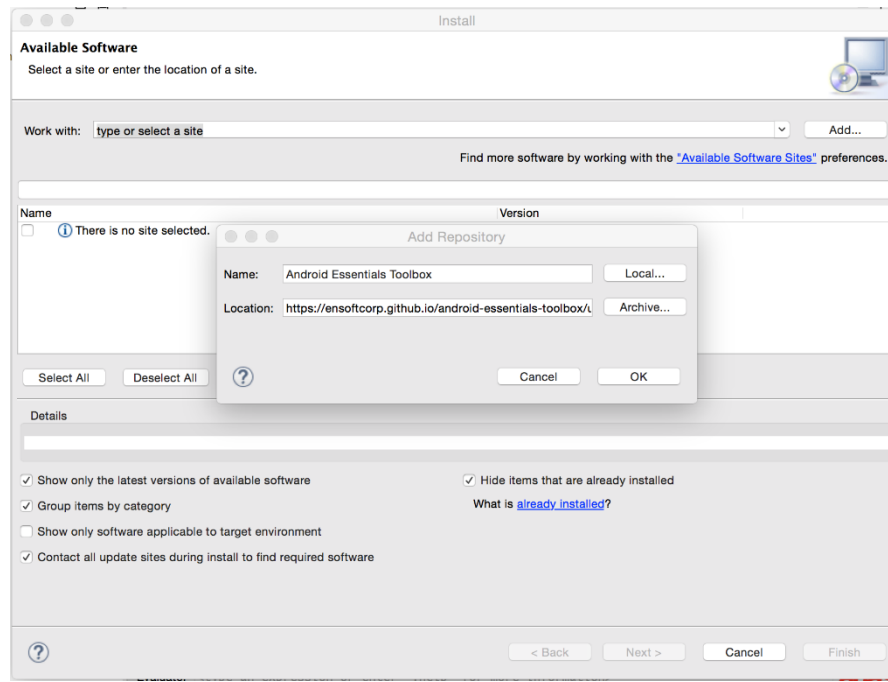 Install
Available Software
Select a site or enter the location of a site.
Work with: type or select a site Add...
Find more software by working with the "Available Software Sites" preferences.
Name Version
There is no site selected.
Add Repository
Name: Android Essentials Toolbox Local...
Location: https://ensoftcorp.github.io/android-essentials-toolbox/u Archive...
Cancel OK
Select All Deselect All
Details
Show only the latest versions of available software
Hide items that are already installed
Group items by category
What is already installed?
Show only software applicable to target environment
Contact all update sites during install to find required software
< Back Next > Cancel Finish